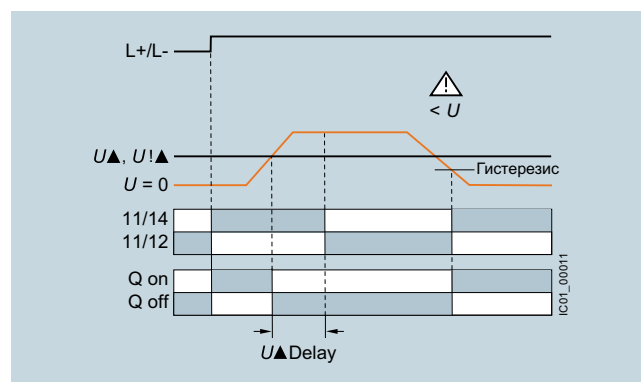 L+/L-
< U
U▲, U!▲
Гистерезис
U = 0
11/14
11/12
Q on
Q off
IC01_00011
U▲Delay